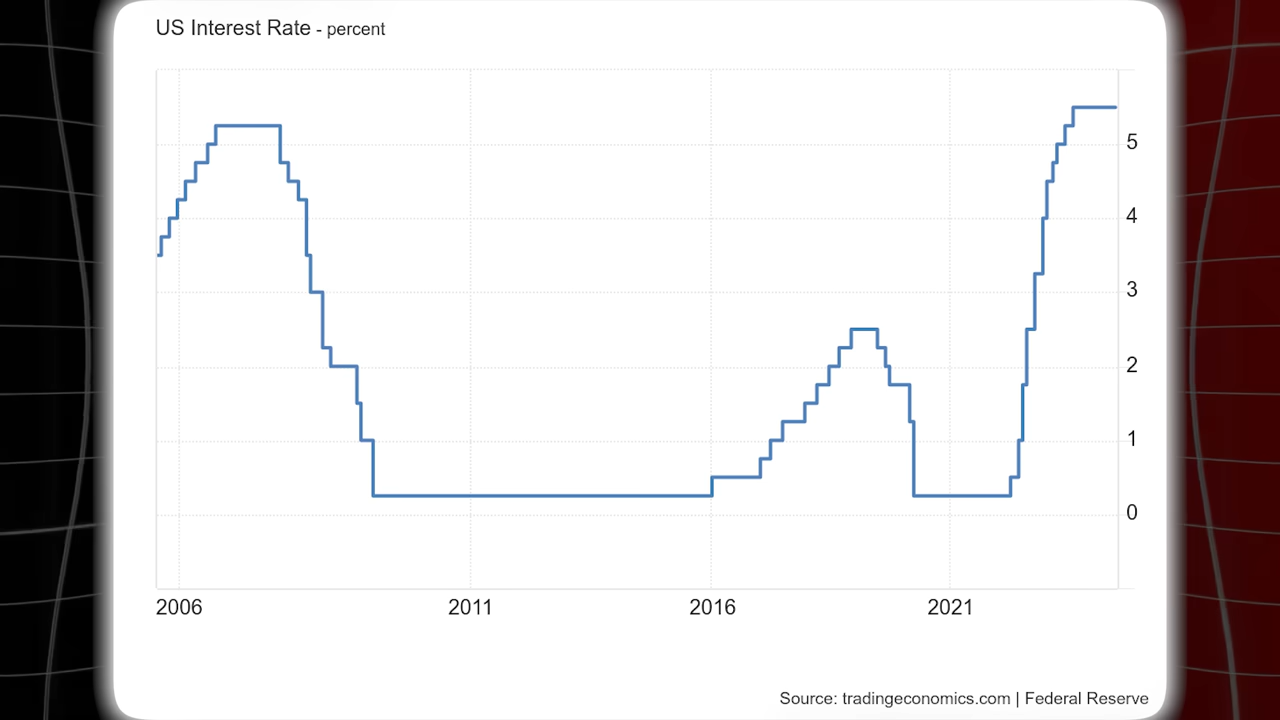 US Interest Rate - percent
5
4
3
2
1
0
2006 2011 2016 2021
Source: tradingeconomics.com | Federal Reserve